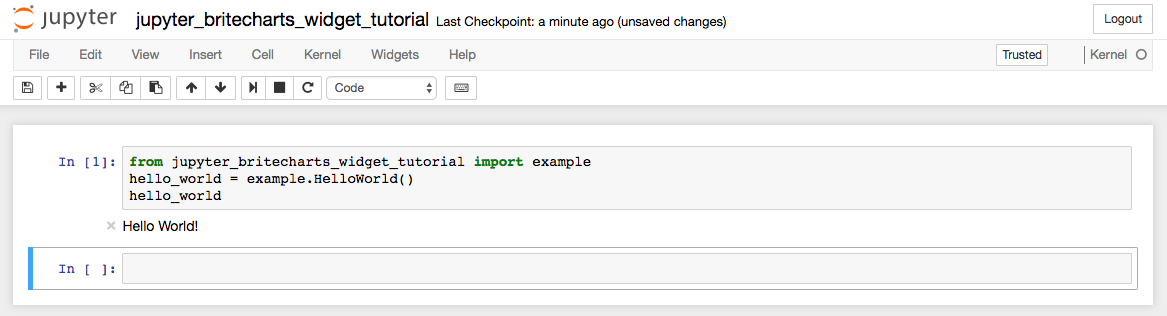 jupyter jupyter_britecharts_widget_tutorial Last Checkpoint: a minute ago (unsaved changes) Logout
File Edit View Insert Cell Kernel Widgets Help Trusted Kernel
Code
In [1]: from jupyter_britecharts_widget_tutorial import example
hello_world = example.HelloWorld()
hello_world
Hello World!
In [ ]: